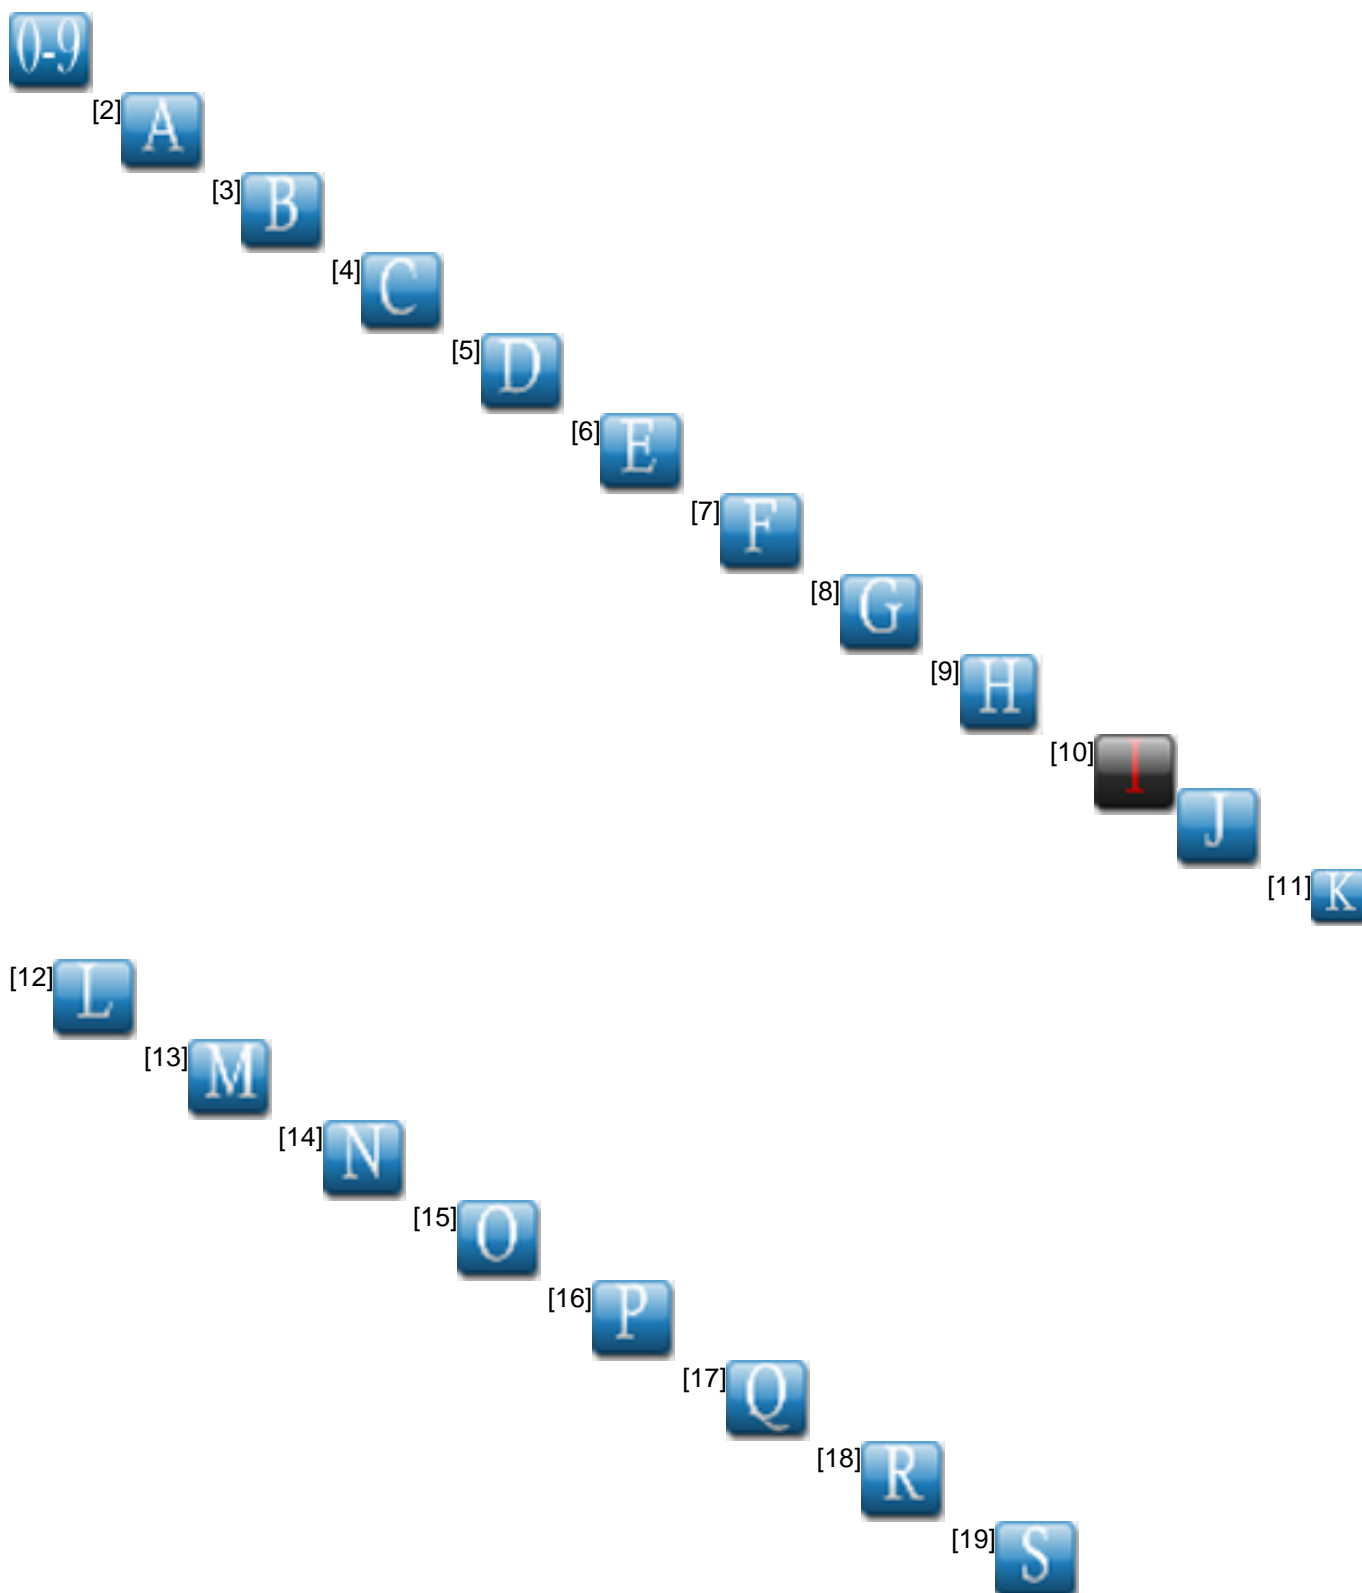 0-9
[2] A
[3] B
[4] C
[5] D
[6] E
[7] F
[8] G
[9] H
[10] I
J
[11] K
[12] L
[13] M
[14] N
[15] O
[16] P
[17] Q
[18] R
[19] S